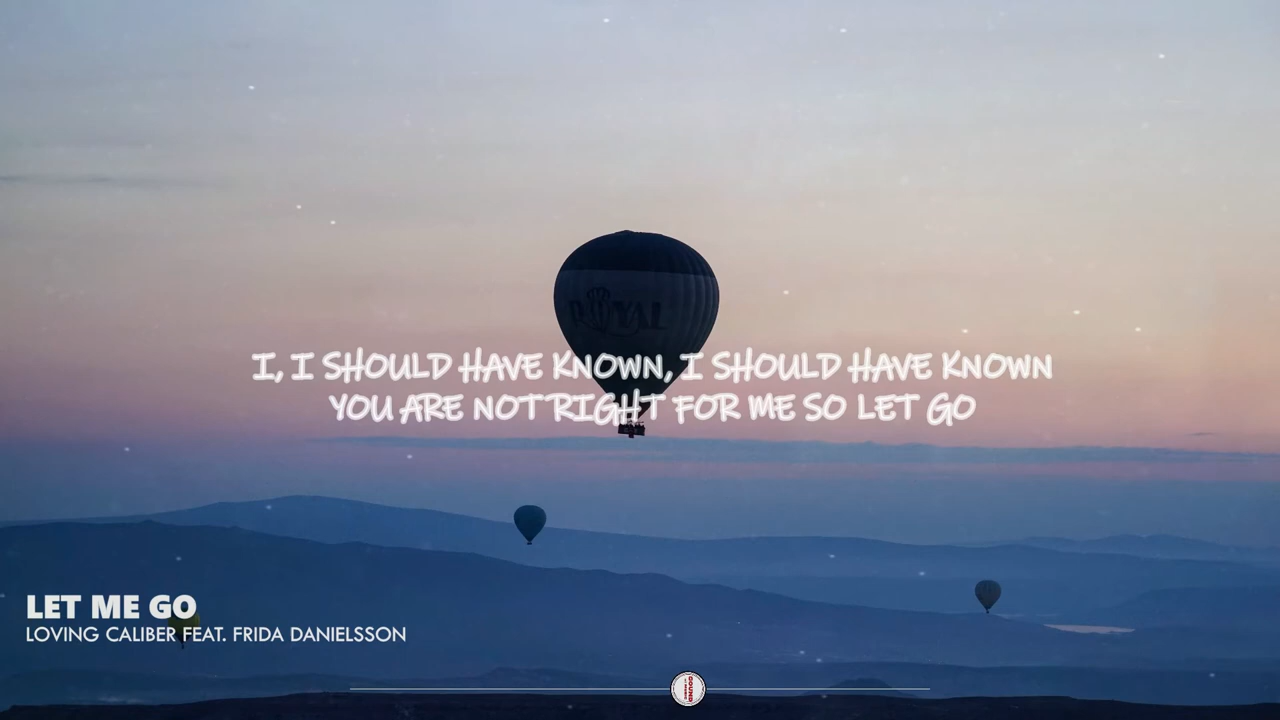 ROYAL
I, I SHOULD HAVE KNOWN, I SHOULD HAVE KNOWN
YOU ARE NOT RIGHT FOR ME SO LET GO
LET ME GO
LOVING CALIBER FEAT. FRIDA DANIELSSON